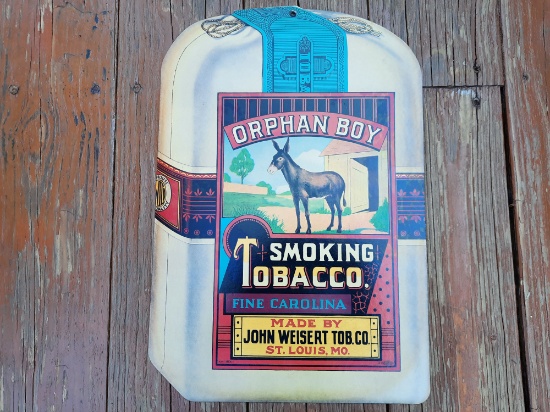 ORPHAN BOY
SMOKING
TOBACCO.
FINE CAROLINA
MADE BY
JOHN WEISERT TOB. CO.
ST. LOUIS, MO.